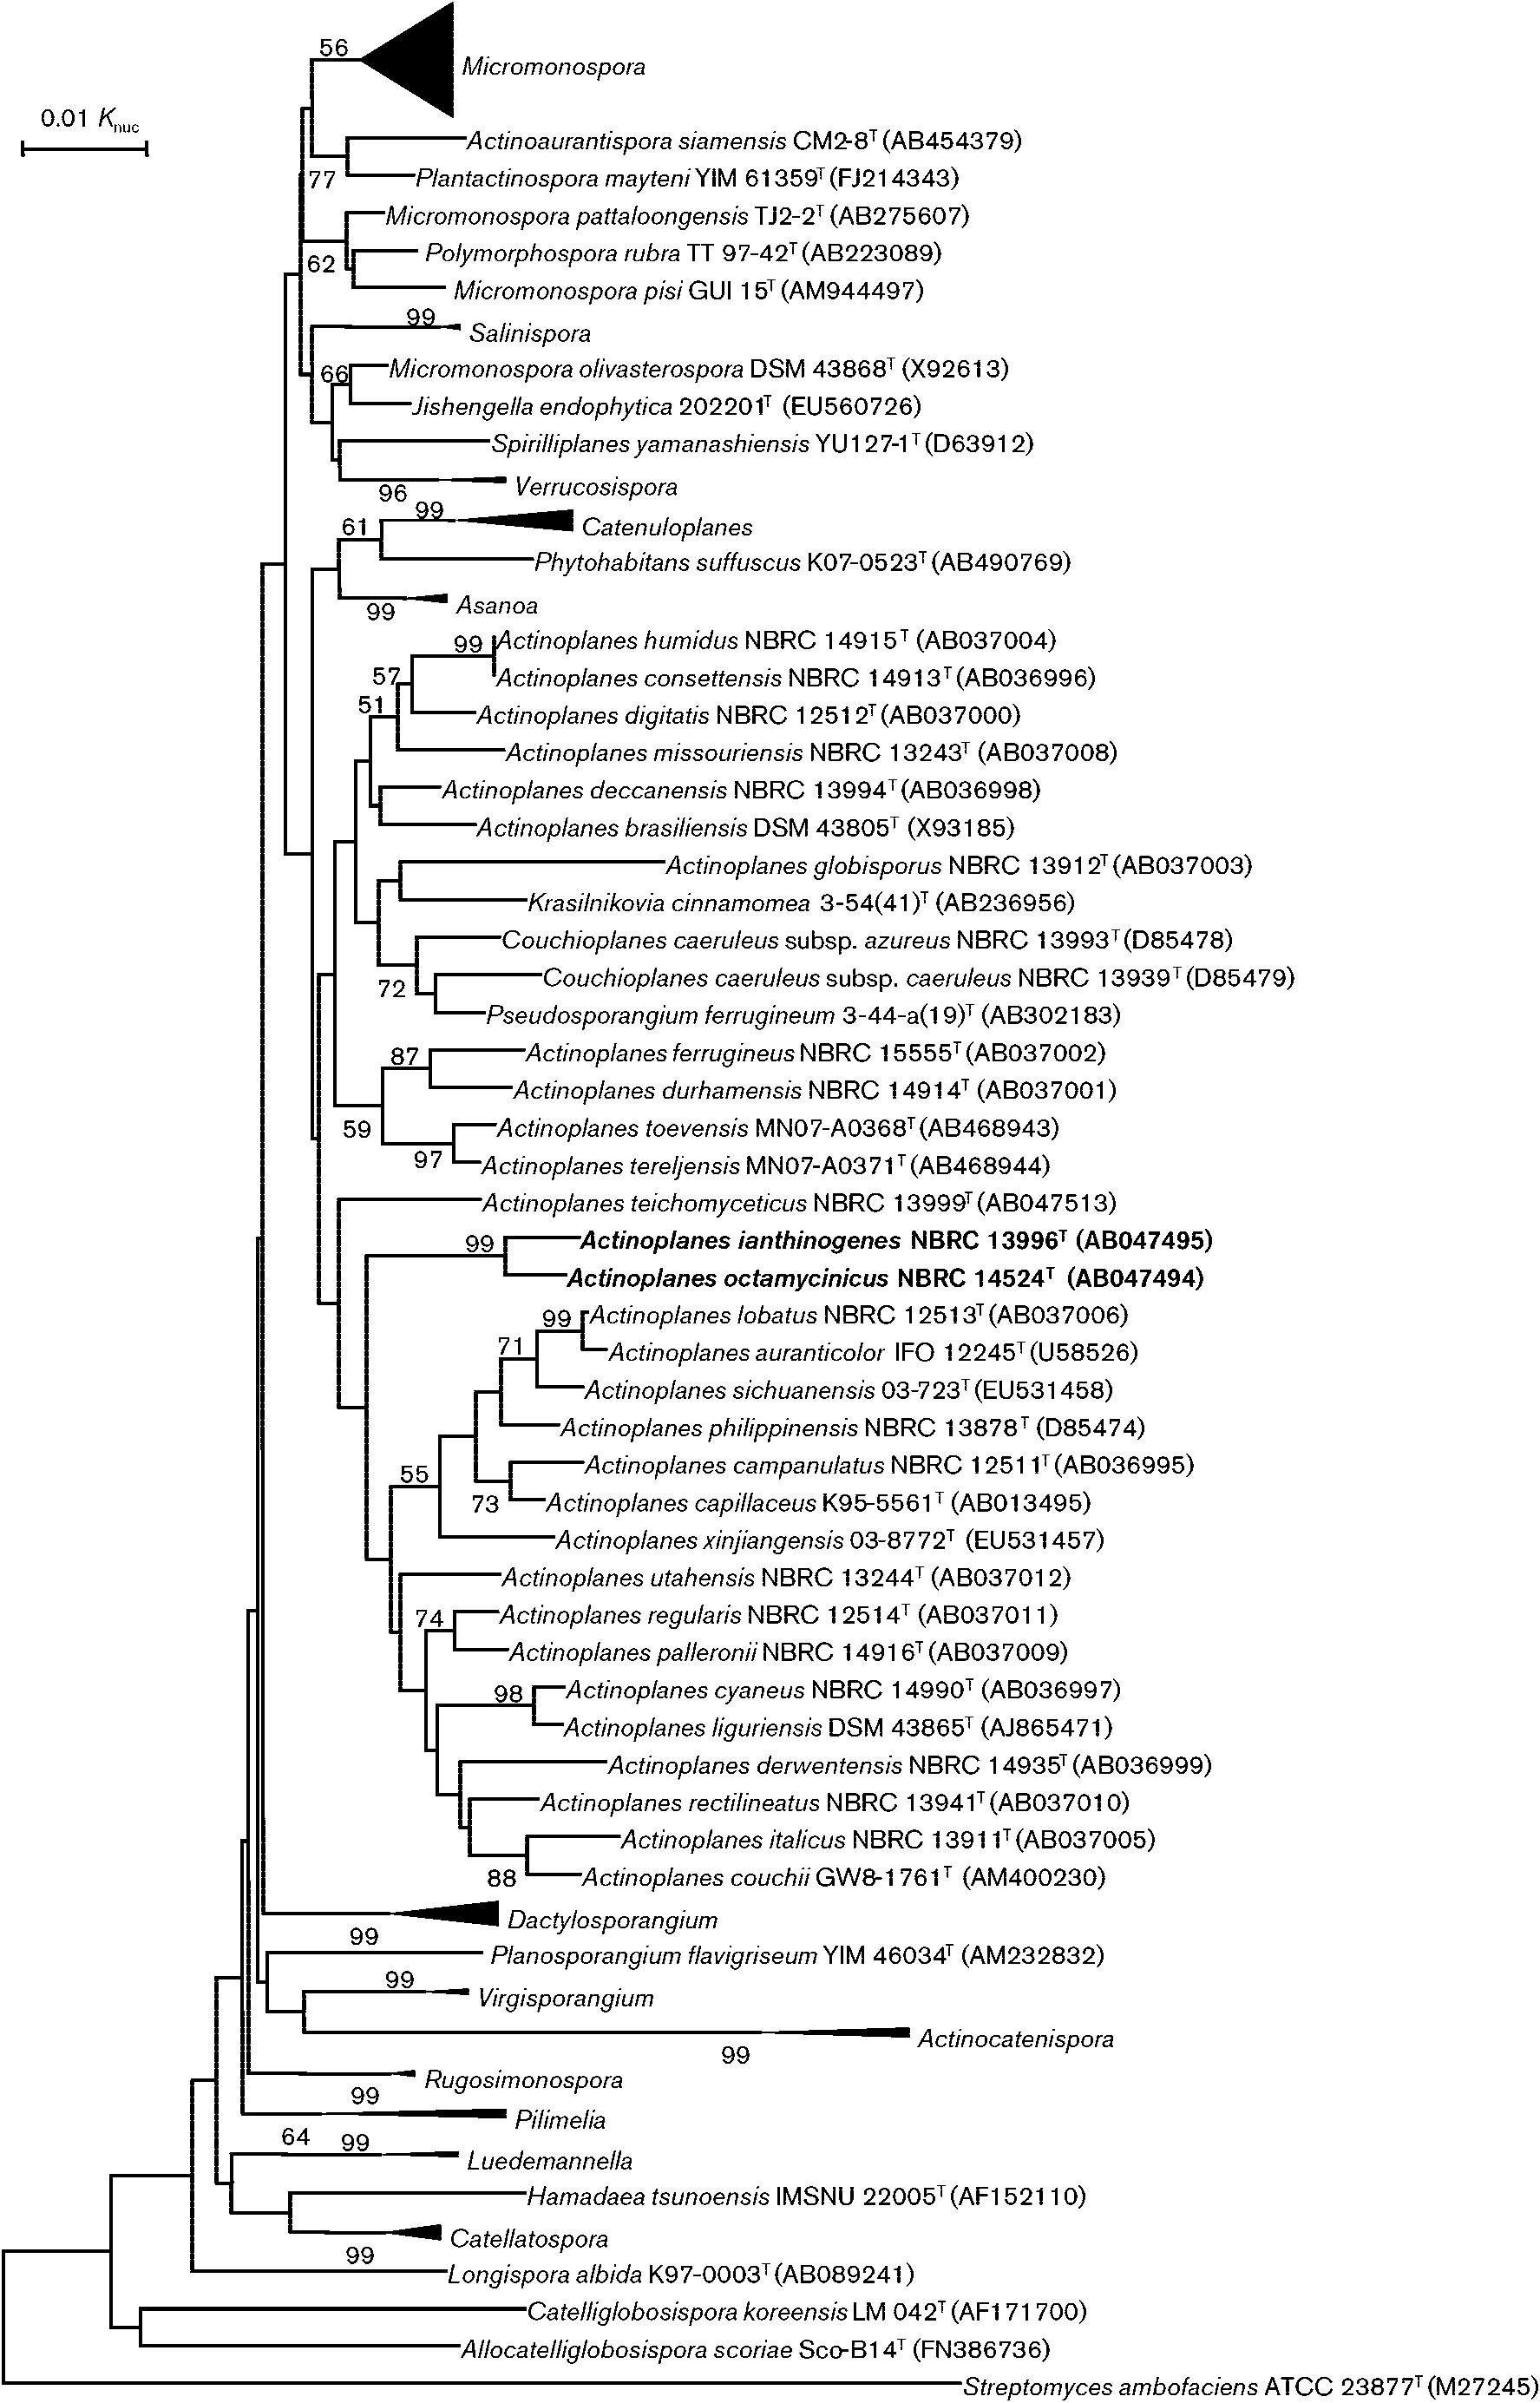 56
Micromonospora
0.01 Knuc
Actinoaurantispora siamensis CM2-8T (AB454379)
77
Plantactinospora mayteni YIM 61359T (FJ214343)
Micromonospora pattaloongensis TJ2-2T (AB275607)
Polymorphospora rubra TT 97-42T (AB223089)
62
Micromonospora pisi GUI 15T (AM944497)
99
Salinispora
66
Micromonospora olivasterospora DSM 43868T (X92613)
Jishengella endophytica 202201T (EU560726)
Spirilliplanes yamanashiensis YU127-1T (D63912)
96
Verrucosispora
99
61
Catenuloplanes
Phytohabitans suffuscus K07-0523T (AB490769)
99
Asanoa
99
Actinoplanes humidus NBRC 14915T (AB037004)
57
Actinoplanes consettensis NBRC 14913T (AB036996)
51
Actinoplanes digitatis NBRC 12512T (AB037000)
Actinoplanes missouriensis NBRC 13243T (AB037008)
Actinoplanes deccanensis NBRC 13994T (AB036998)
Actinoplanes brasiliensis DSM 43805T (X93185)
Actinoplanes globisporus NBRC 13912T (AB037003)
Krasilnikovia cinnamomea 3-54(41)T (AB236956)
Couchioplanes caeruleus subsp. azureus NBRC 13993T (D85478)
72
Couchioplanes caeruleus subsp. caeruleus NBRC 13939T (D85479)
Pseudosporangium ferrugineum 3-44-a(19)T (AB302183)
87
Actinoplanes ferrugineus NBRC 15555T (AB037002)
Actinoplanes durhamensis NBRC 14914T (AB037001)
59
Actinoplanes toevensis MN07-A0368T (AB468943)
97
Actinoplanes tereljensis MN07-A0371T (AB468944)
Actinoplanes teichomyceticus NBRC 13999T (AB047513)
99
Actinoplanes ianthinogenes NBRC 13996T (AB047495)
Actinoplanes octamycinicus NBRC 14524T (AB047494)
99
Actinoplanes lobatus NBRC 12513T (AB037006)
71
Actinoplanes auranticolor IFO 12245T (U58526)
Actinoplanes sichuanensis 03-723T (EU531458)
Actinoplanes philippinensis NBRC 13878T (D85474)
55
Actinoplanes campanulatus NBRC 12511T (AB036995)
73
Actinoplanes capillaceus K95-5561T (AB013495)
Actinoplanes xinjiangensis 03-8772T (EU531457)
Actinoplanes utahensis NBRC 13244T (AB037012)
74
Actinoplanes regularis NBRC 12514T (AB037011)
Actinoplanes palleronii NBRC 14916T (AB037009)
98
Actinoplanes cyaneus NBRC 14990T (AB036997)
Actinoplanes liguriensis DSM 43865T (AJ865471)
Actinoplanes derwentensis NBRC 14935T (AB036999)
Actinoplanes rectilineatus NBRC 13941T (AB037010)
Actinoplanes italicus NBRC 13911T (AB037005)
88
Actinoplanes couchii GW8-1761T (AM400230)
Dactylosporangium
99
Planosporangium flavigriseum YIM 46034T (AM232832)
99
Virgisporangium
Actinocatenispora
99
Rugosimonospora
99
Pilimelia
64
99
Luedemannella
Hamadaea tsunoensis IMSNU 22005T (AF152110)
Catellatospora
99
Longispora albida K97-0003T (AB089241)
Catelliglobosispora koreensis LM 042T (AF171700)
Allocatelliglobosispora scoriae Sco-B14T (FN386736)
Streptomyces ambofaciens ATCC 23877T (M27245)